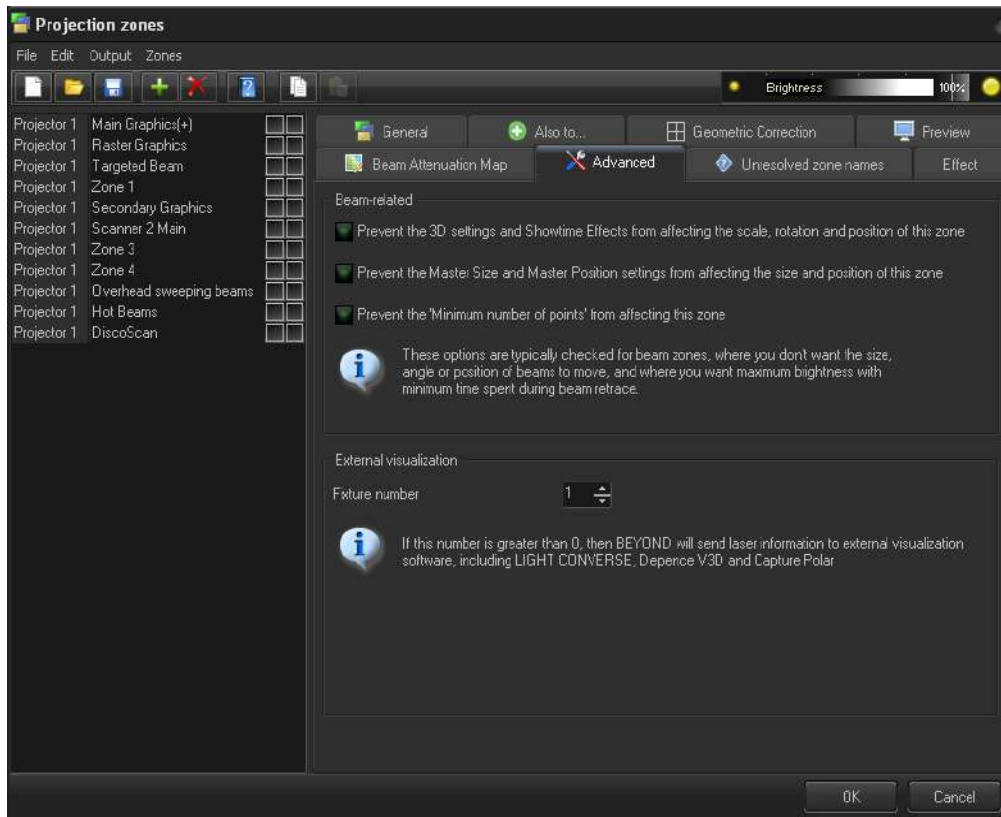 Projection zones
File Edit Output Zones
Brightness 100%
Projector 1 Main Graphics(+)
Projector 1 Raster Graphics
Projector 1 Targeted Beam
Projector 1 Zone 1
Projector 1 Secondary Graphics
Projector 1 Scanner 2 Main
Projector 1 Zone 3
Projector 1 Zone 4
Projector 1 Overhead sweeping beams
Projector 1 Hot Beams
Projector 1 DiscoScan
General Also to... Geometric Correction Preview
Beam Attenuation Map Advanced Unresolved zone names Effect
Beam-related
Prevent the 3D settings and Showtime Effects from affecting the scale, rotation and position of this zone
Prevent the Master Size and Master Position settings from affecting the size and position of this zone
Prevent the 'Minimum number of points' from affecting this zone
These options are typically checked for beam zones, where you don't want the size,
angle or position of beams to move, and where you want maximum brightness with
minimum time spent during beam retrace.
External visualization
Fixture number 1
If this number is greater than 0, then BEYOND will send laser information to external visualization
software, including LIGHT CONVERSE, Depence V3D and Capture Polar
OK Cancel